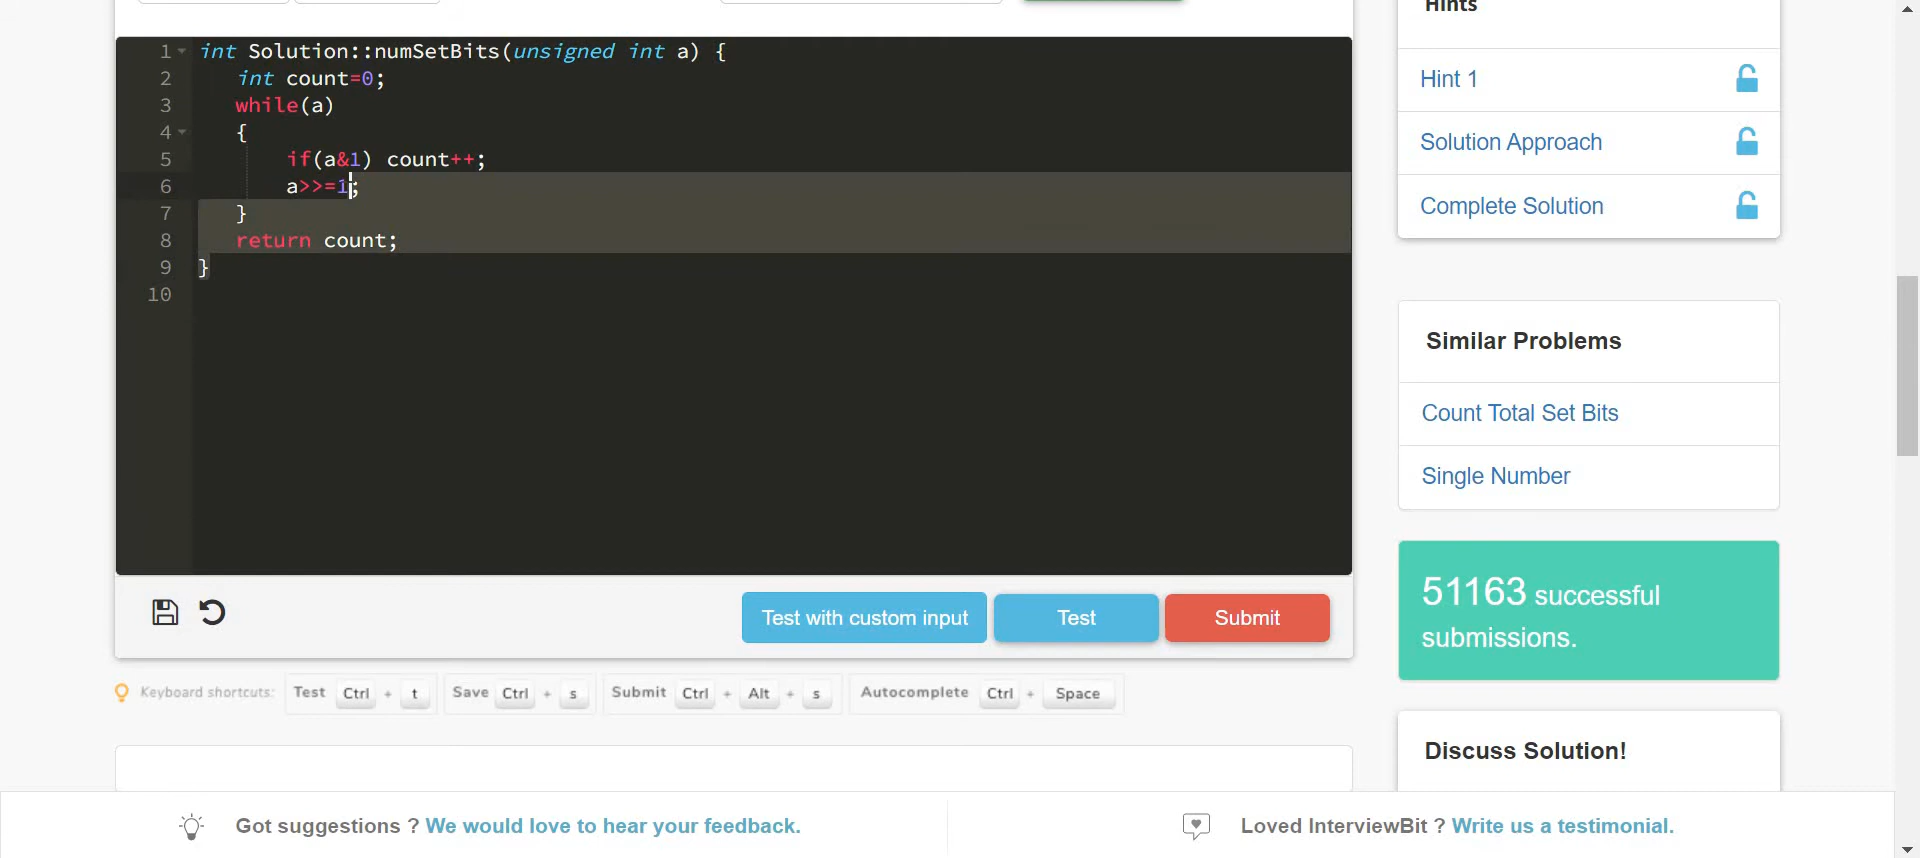 Hints
1 int Solution::numSetBits(unsigned int a) {
2 int count=0;
3 while(a)
4 {
5 if(a&1) count++;
6 a>>=1;
7 }
8 return count;
9 }
10
Hint 1
Solution Approach
Complete Solution
Similar Problems
Count Total Set Bits
Single Number
51163 successful
submissions.
Test with custom input Test Submit
Keyboard shortcuts: Test Ctrl + t Save Ctrl + s Submit Ctrl + Alt + s Autocomplete Ctrl + Space
Discuss Solution!
Got suggestions ? We would love to hear your feedback. Loved InterviewBit ? Write us a testimonial.